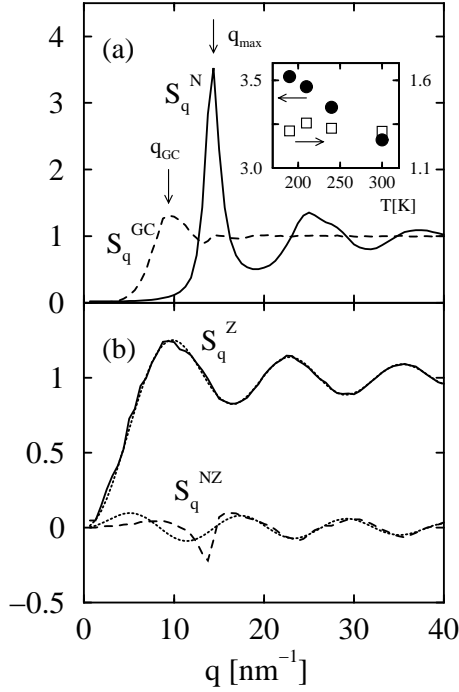 (a)
q_max
S_q^N
q_GC
S_q^GC
4
3
2
1
0
3.5
3.0
1.6
1.1
200 250 300
T[K]
(b)
S_q^Z
S_q^NZ
1
0.5
0
−0.5
0 10 20 30 40
q [nm⁻¹]